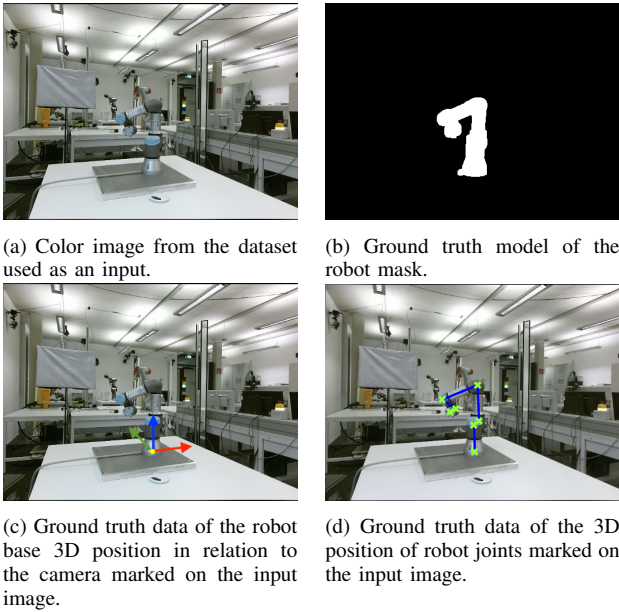 (a) Color image from the dataset
used as an input.
(b) Ground truth model of the
robot mask.
(c) Ground truth data of the robot
base 3D position in relation to
the camera marked on the input
image.
(d) Ground truth data of the 3D
position of robot joints marked on
the input image.